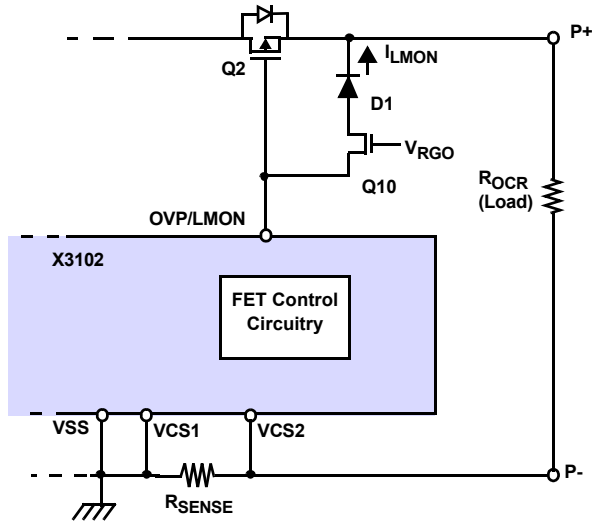 P+
Q2
I_LMON
D1
V_RGO
Q10
R_OCR
(Load)
OVP/LMON
X3102
FET Control
Circuitry
VSS
VCS1
VCS2
P-
R_SENSE